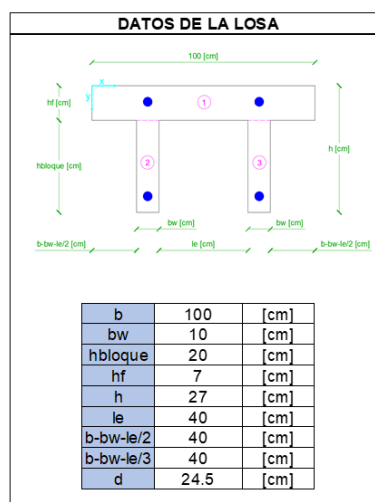 DATOS DE LA LOSA
100 [cm]
x
y
hf [cm]
1
hbloque [cm]
2
3
h [cm]
bw [cm]
bw [cm]
b-bw-le/2 [cm]
le [cm]
b-bw-le/2 [cm]
b 100 [cm]
bw 10 [cm]
hbloque 20 [cm]
hf 7 [cm]
h 27 [cm]
le 40 [cm]
b-bw-le/2 40 [cm]
b-bw-le/3 40 [cm]
d 24.5 [cm]